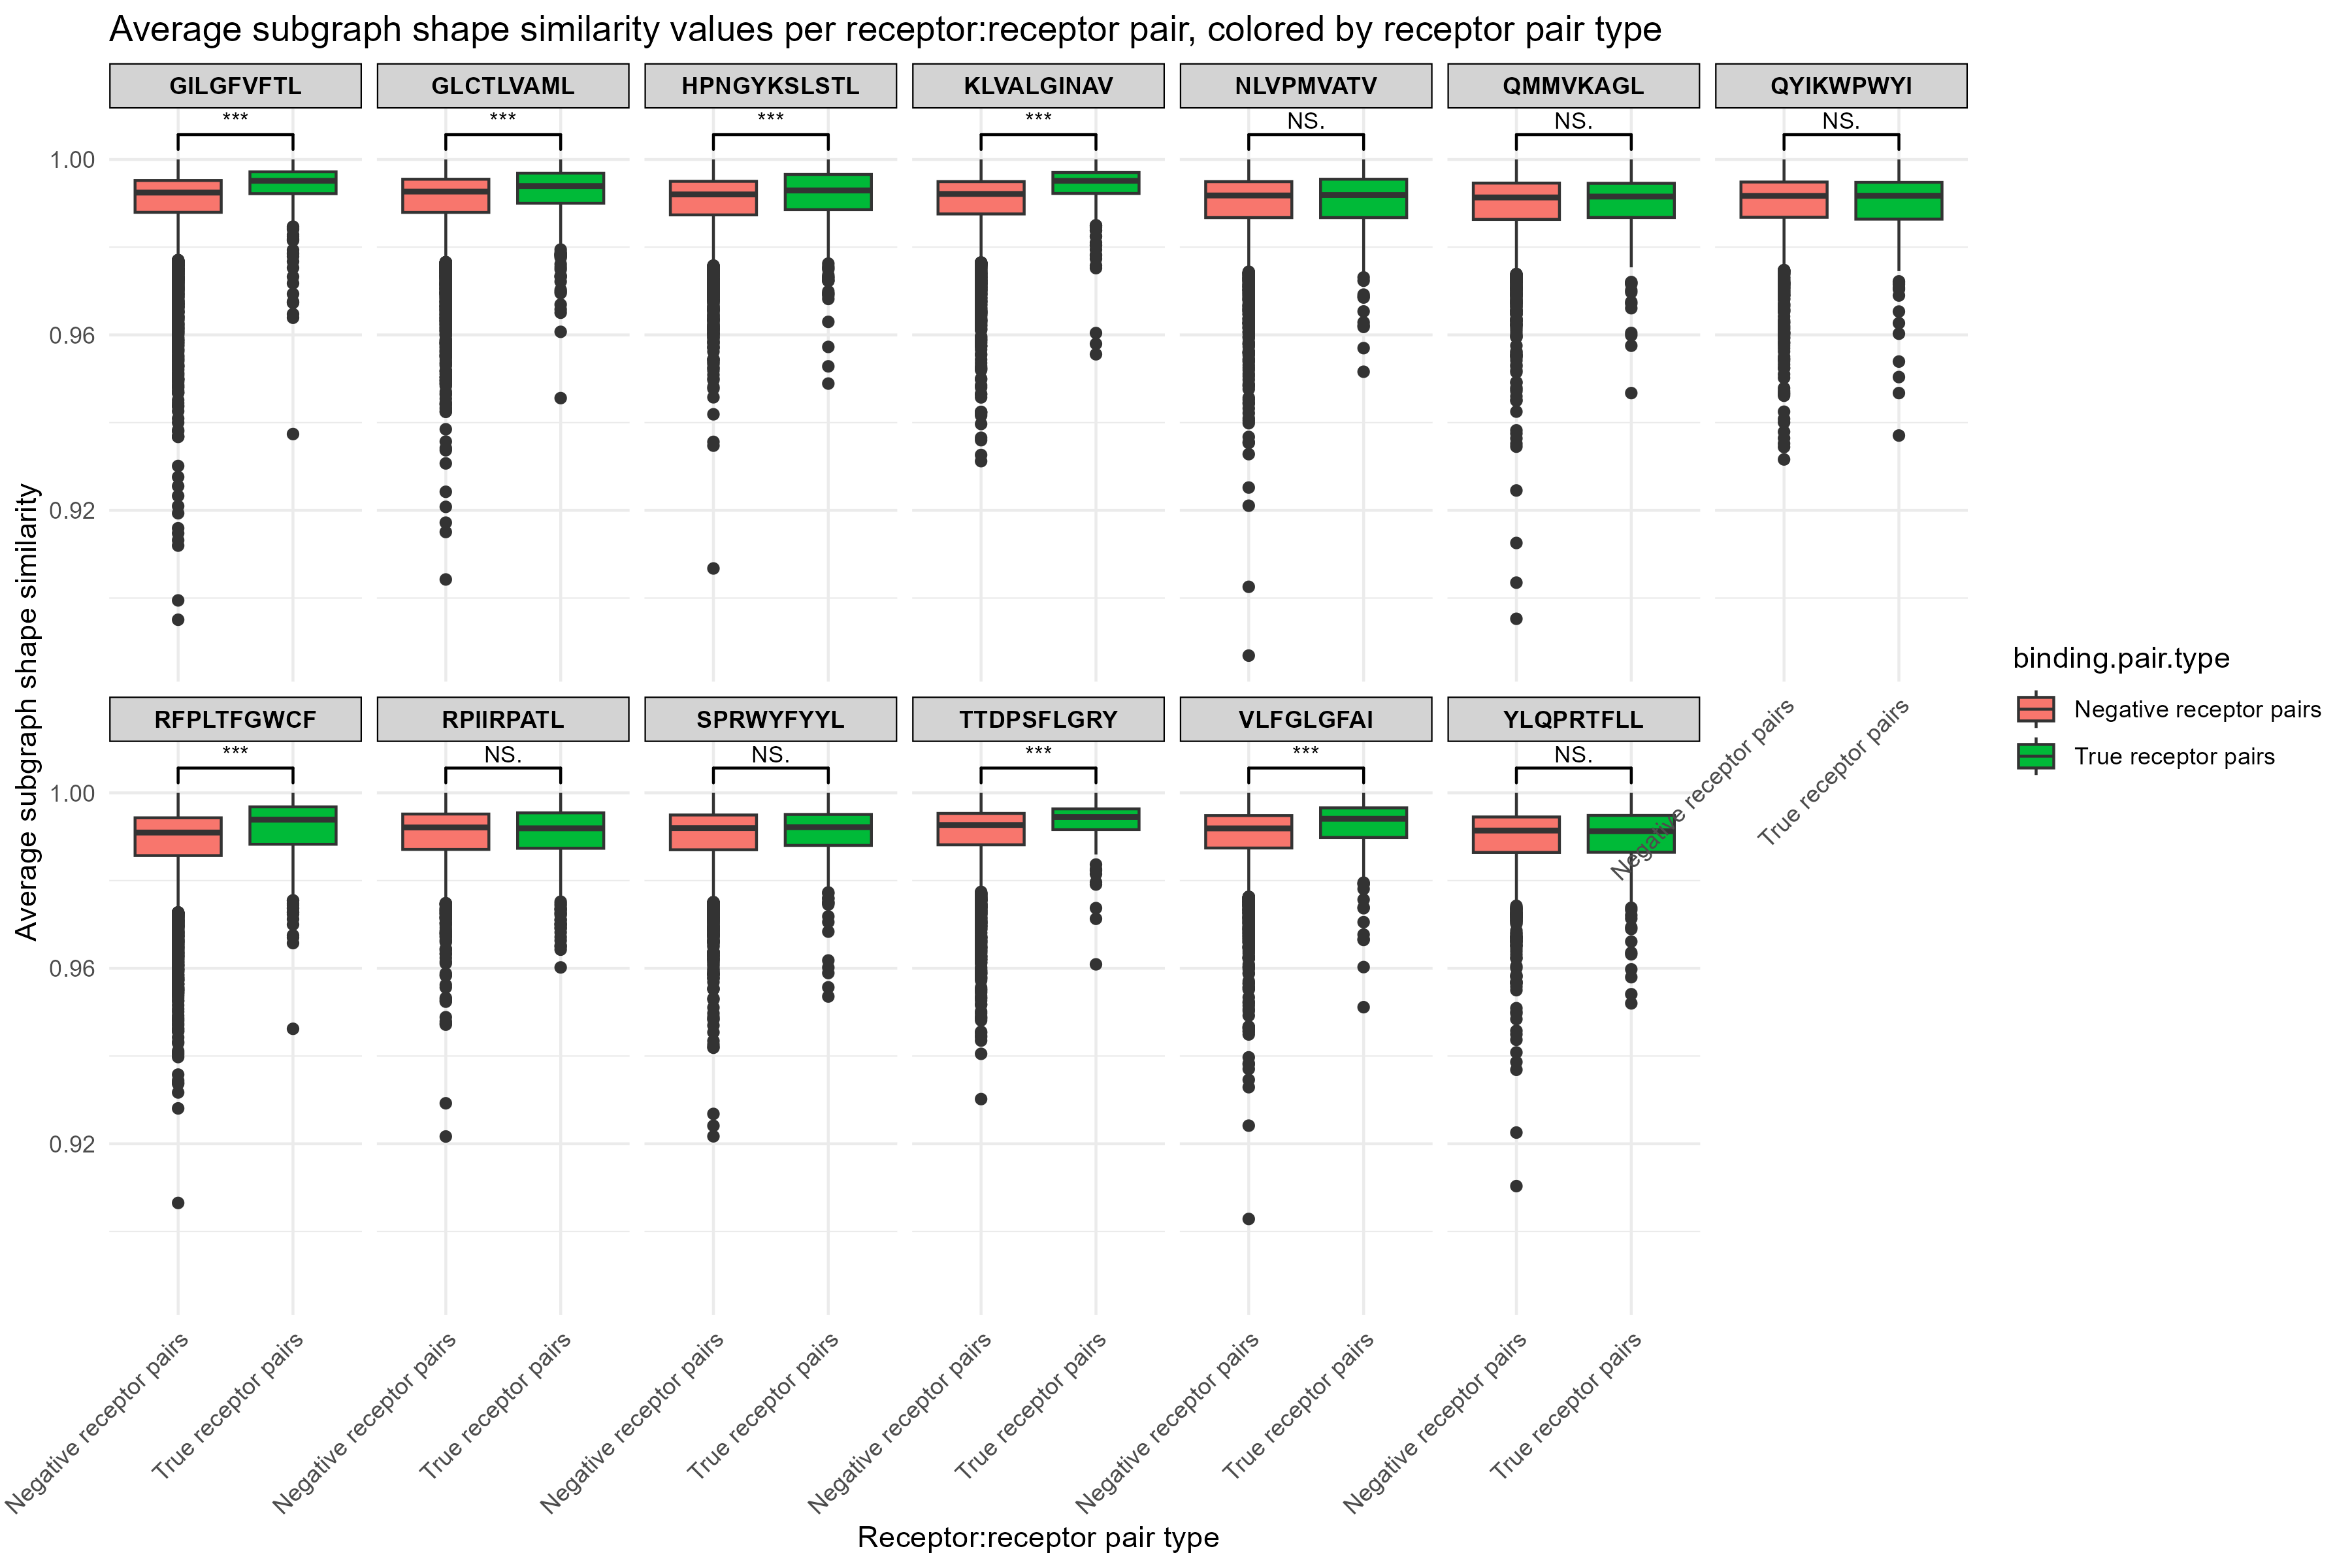 Average subgraph shape similarity values per receptor:receptor pair, colored by receptor pair type
GILGFVFTL GLCTLVAML HPNGYKSLSTL KLVALGINAV NLVPMVATV QMMVKAGL QYIKWPWYI
*** *** *** *** NS. NS. NS.
1.00
0.96
0.92
Negative receptor pairs True receptor pairs
Average subgraph shape similarity
RFPLTFGWCF RPIIRPATL SPRWYFYYL TTDPSFLGRY VLFGLGFAI YLQPRTFLL
*** NS. NS. *** *** NS.
1.00
0.96
0.92
Negative receptor pairs True receptor pairs Negative receptor pairs True receptor pairs Negative receptor pairs True receptor pairs Negative receptor pairs True receptor pairs Negative receptor pairs True receptor pairs Negative receptor pairs True receptor pairs
Receptor:receptor pair type
binding.pair.type
Negative receptor pairs
True receptor pairs